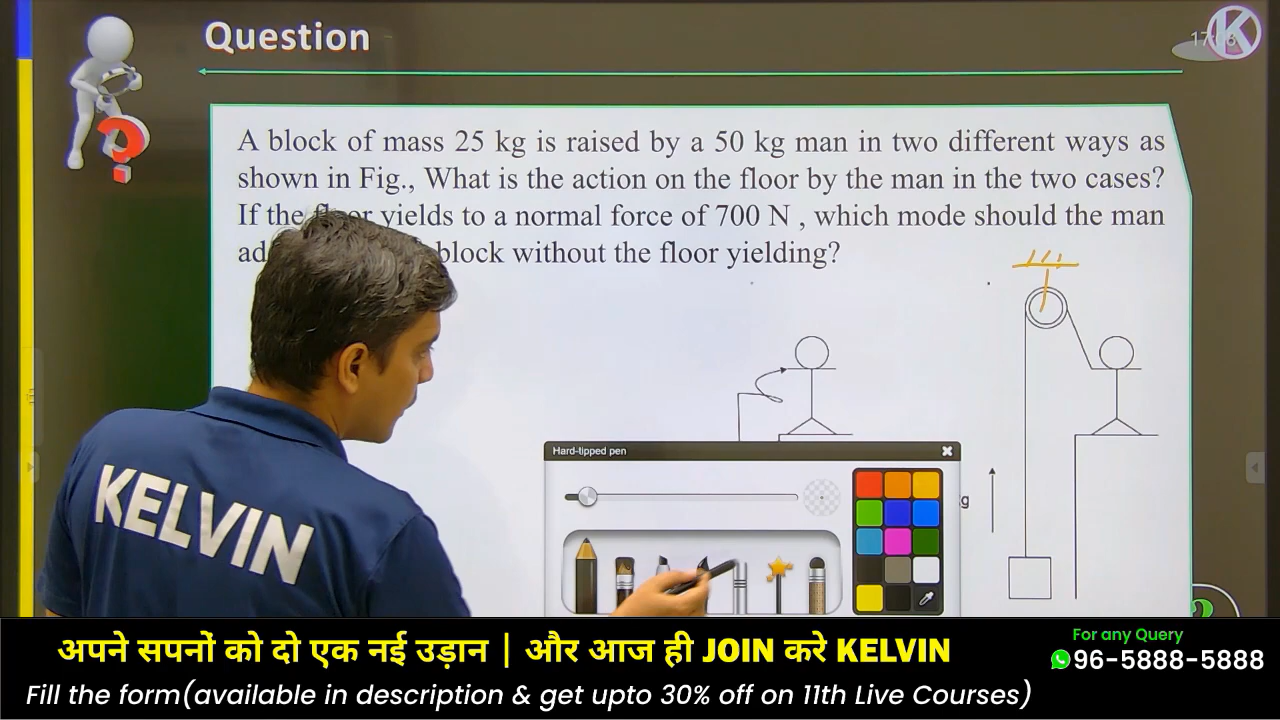 Question
17:
K
A block of mass 25 kg is raised by a 50 kg man in two different ways as
shown in Fig., What is the action on the floor by the man in the two cases?
If the floor yields to a normal force of 700 N , which mode should the man
block without the floor yielding?
Hard-tipped pen
g
KELVIN
?
अपने सपनों को दो एक नई उड़ान | और आज ही JOIN करे KELVIN
For any Query
96-5888-5888
Fill the form(available in description & get upto 30% off on 11th Live Courses)